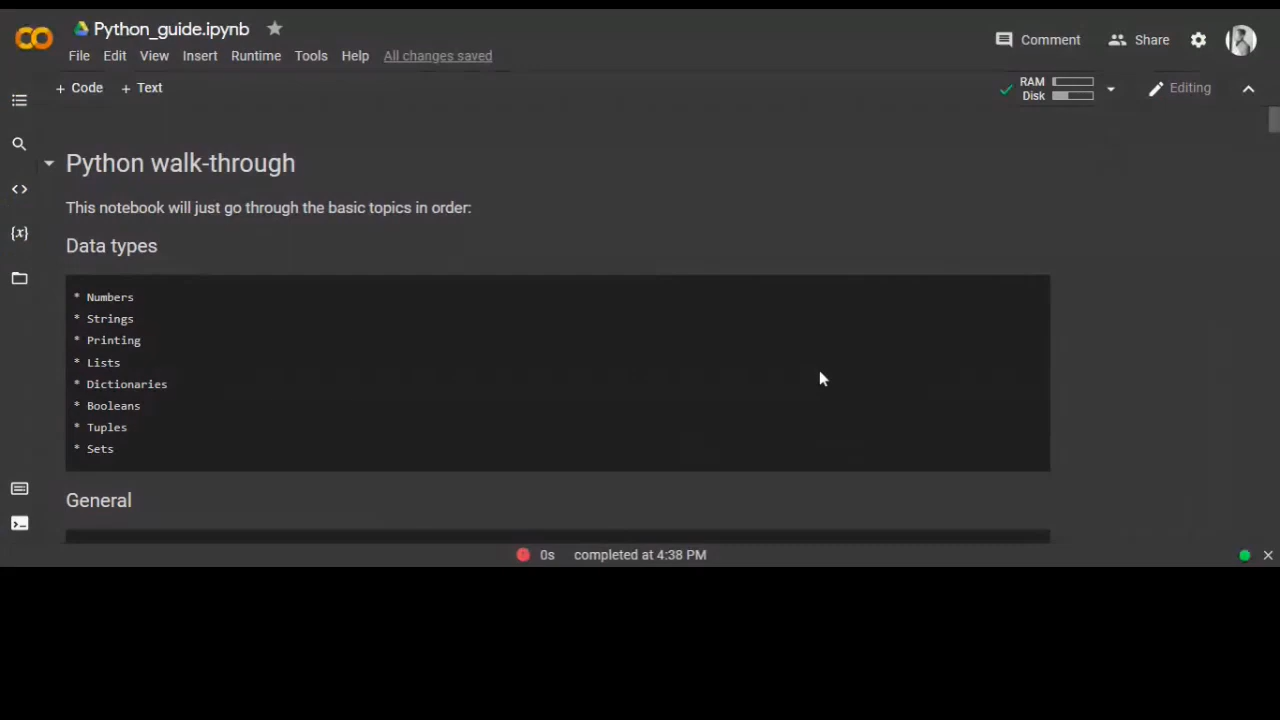 Python_guide.ipynb
Comment
Share
File Edit View Insert Runtime Tools Help All changes saved
+ Code + Text
RAM
Disk
Editing
Python walk-through
This notebook will just go through the basic topics in order:
Data types
* Numbers
* Strings
* Printing
* Lists
* Dictionaries
* Booleans
* Tuples
* Sets
General
0s completed at 4:38 PM